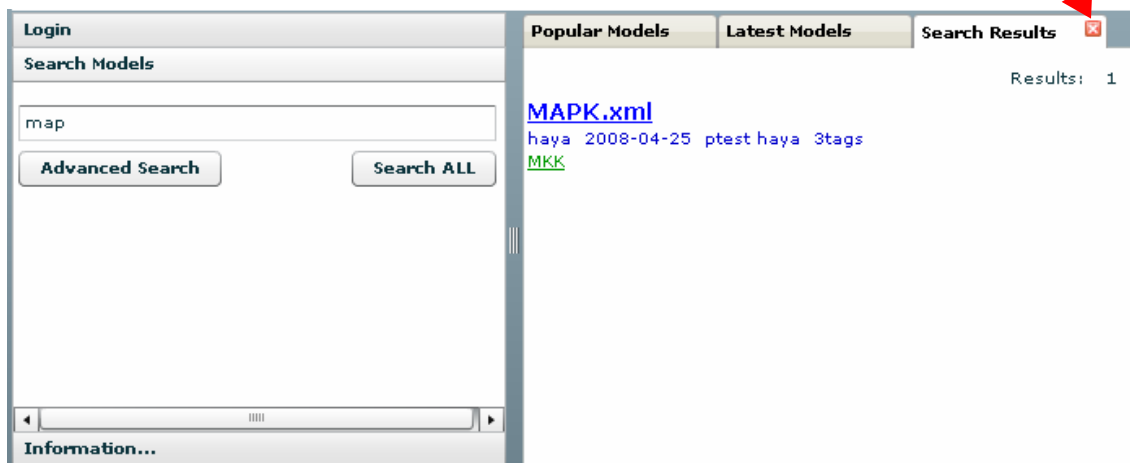 Login
Search Models
map
Advanced Search Search ALL
Information...
Popular Models Latest Models Search Results
Results: 1
MAPK.xml
haya 2008-04-25 ptest haya 3tags
MKK